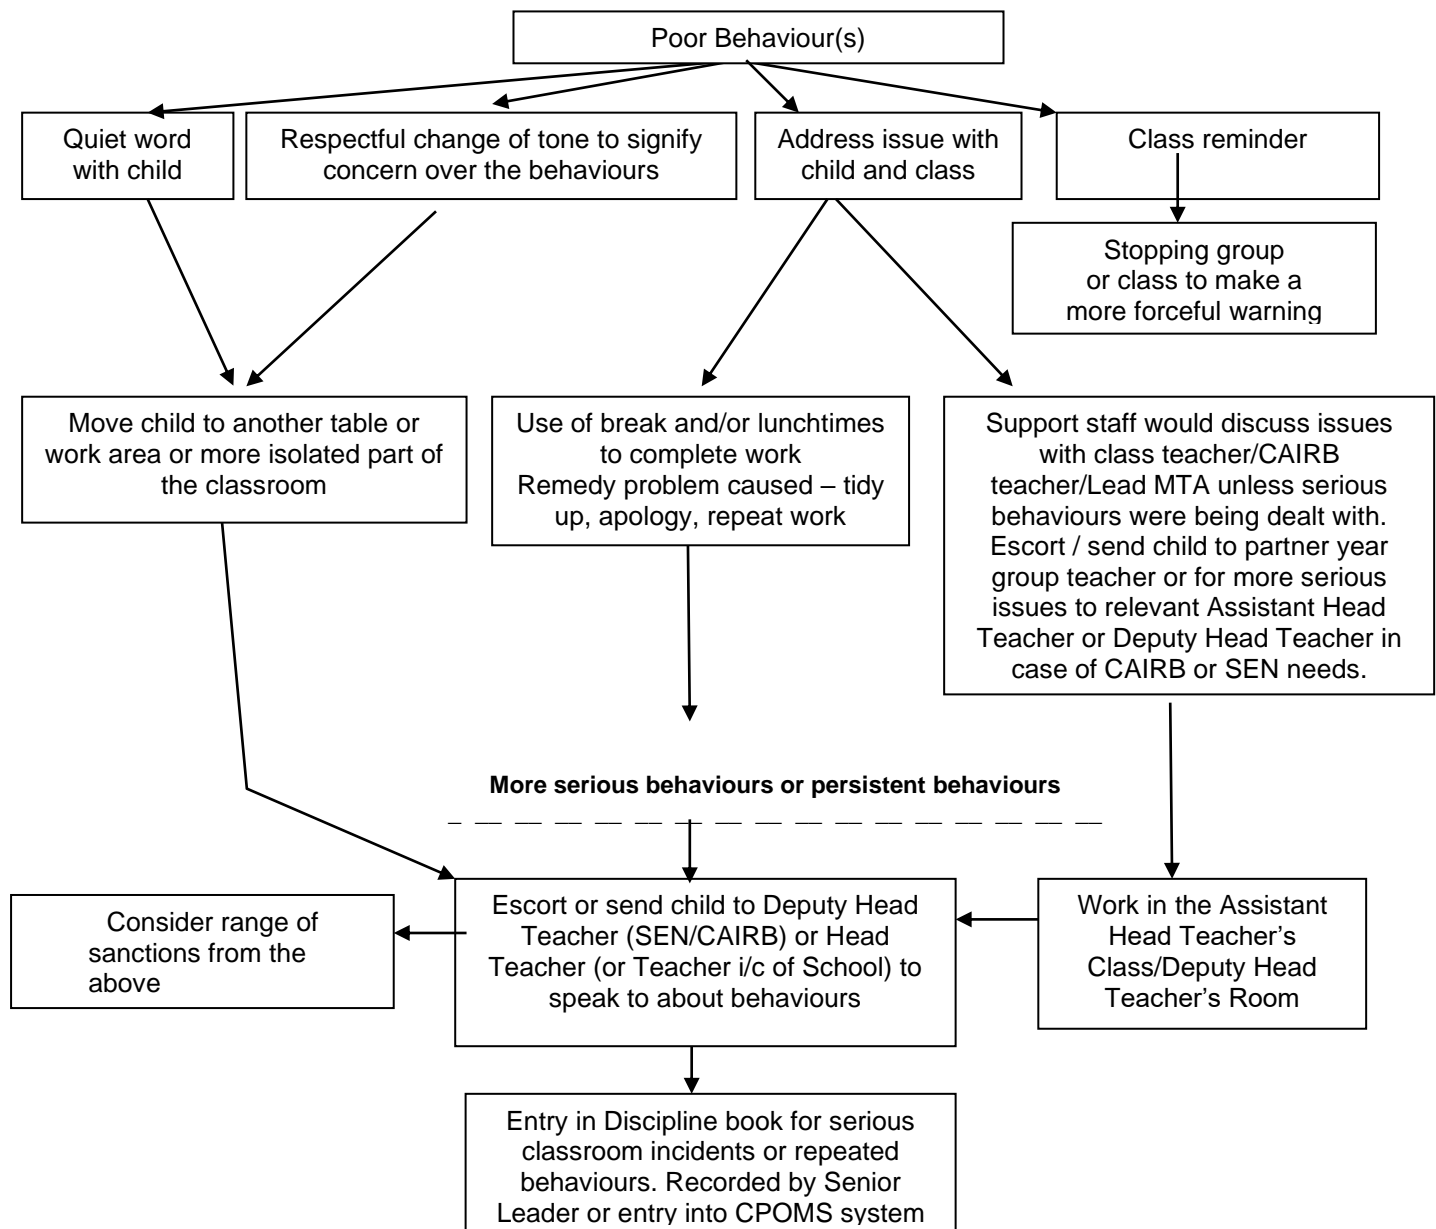 Poor Behaviour(s)
Quiet word
with child
Respectful change of tone to signify
concern over the behaviours
Address issue with
child and class
Class reminder
Stopping group
or class to make a
more forceful warning
Move child to another table or
work area or more isolated part of
the classroom
Use of break and/or lunchtimes
to complete work
Remedy problem caused – tidy
up, apology, repeat work
Support staff would discuss issues
with class teacher/CAIRB
teacher/Lead MTA unless serious
behaviours were being dealt with.
Escort / send child to partner year
group teacher or for more serious
issues to relevant Assistant Head
Teacher or Deputy Head Teacher in
case of CAIRB or SEN needs.
More serious behaviours or persistent behaviours
Consider range of
sanctions from the
above
Escort or send child to Deputy Head
Teacher (SEN/CAIRB) or Head
Teacher (or Teacher i/c of School) to
speak to about behaviours
Work in the Assistant
Head Teacher’s
Class/Deputy Head
Teacher’s Room
Entry in Discipline book for serious
classroom incidents or repeated
behaviours. Recorded by Senior
Leader or entry into CPOMS system